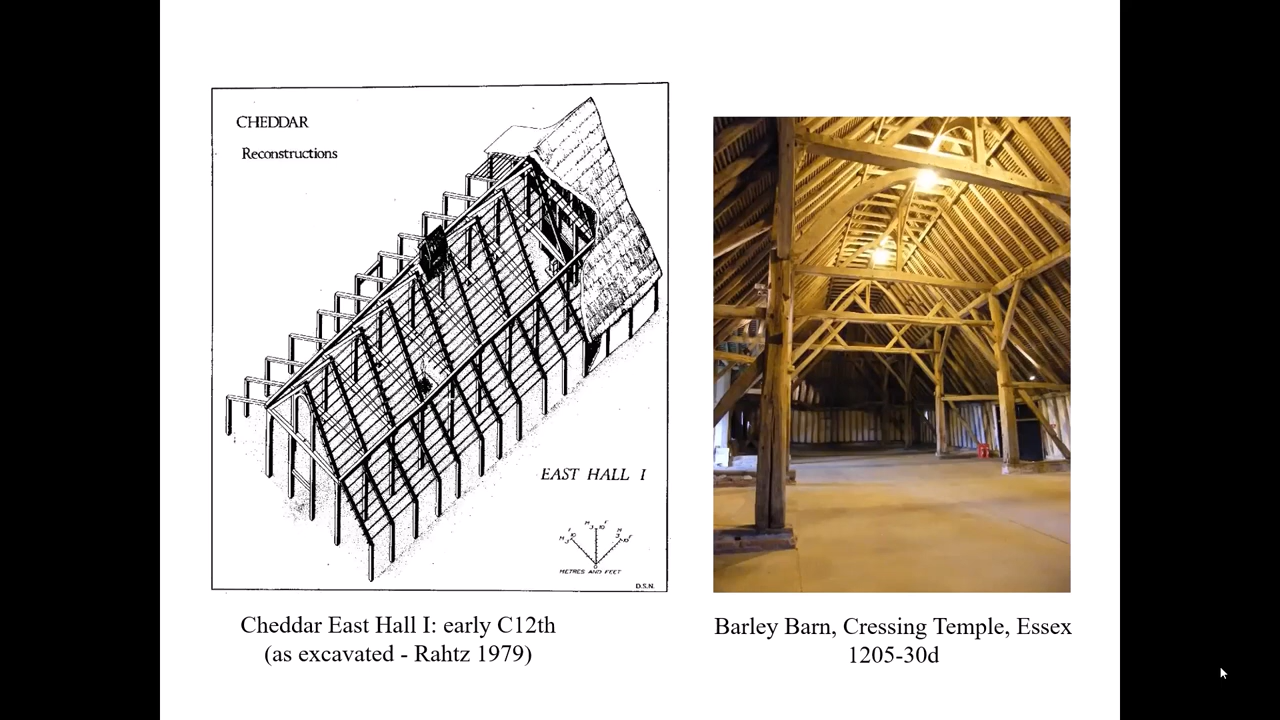 CHEDDAR
Reconstructions
EAST HALL I
METRES AND FEET
D.S.N.
Cheddar East Hall I: early C12th
(as excavated - Rahtz 1979)
Barley Barn, Cressing Temple, Essex
1205-30d